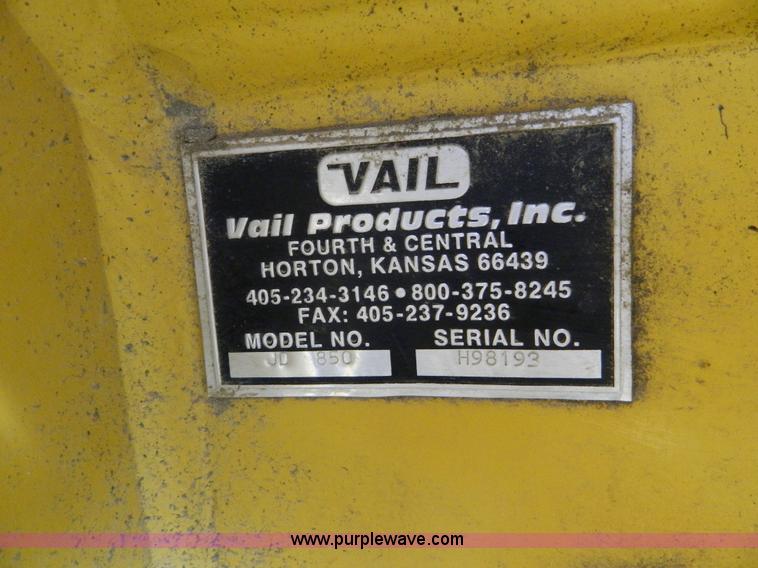 VAIL
Vail Products, Inc.
FOURTH & CENTRAL
HORTON, KANSAS 66439
405-234-3146 • 800-375-8245
FAX: 405-237-9236
MODEL NO. SERIAL NO.
JD 850 H98193
www.purplewave.com